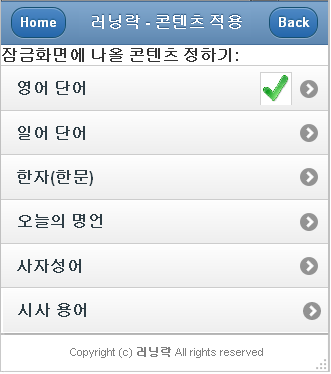 Home 러닝락 - 콘텐츠 적용 Back
잠금화면에 나올 콘텐츠 정하기:
영어 단어
일어 단어
한자(한문)
오늘의 명언
사자성어
시사 용어
Copyright (c) 러닝락 All rights reserved